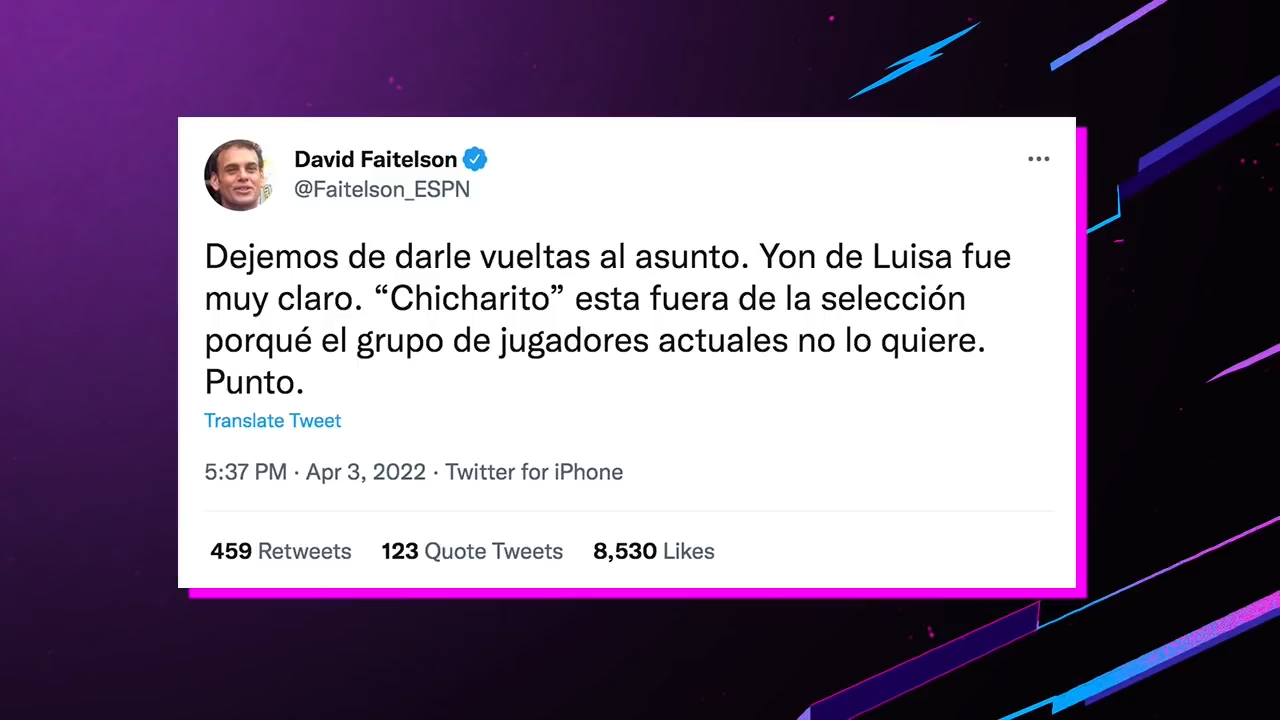 David Faitelson
@Faitelson_ESPN
Dejemos de darle vueltas al asunto. Yon de Luisa fue
muy claro. “Chicharito” esta fuera de la selección
porqué el grupo de jugadores actuales no lo quiere.
Punto.
Translate Tweet
5:37 PM · Apr 3, 2022 · Twitter for iPhone
459 Retweets 123 Quote Tweets 8,530 Likes